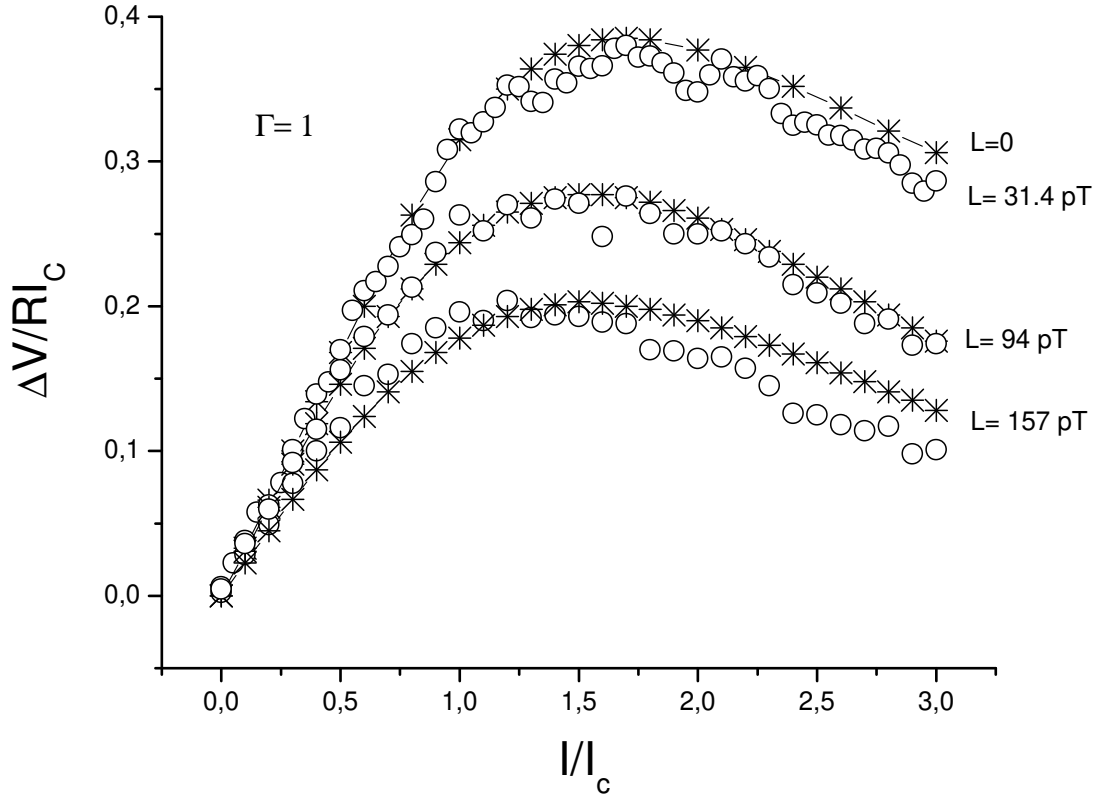 0,4
0,3
0,2
0,1
0,0
ΔV/RI_C
Γ= 1
L=0
L= 31.4 pT
L= 94 pT
L= 157 pT
0,0 0,5 1,0 1,5 2,0 2,5 3,0
I/I_c